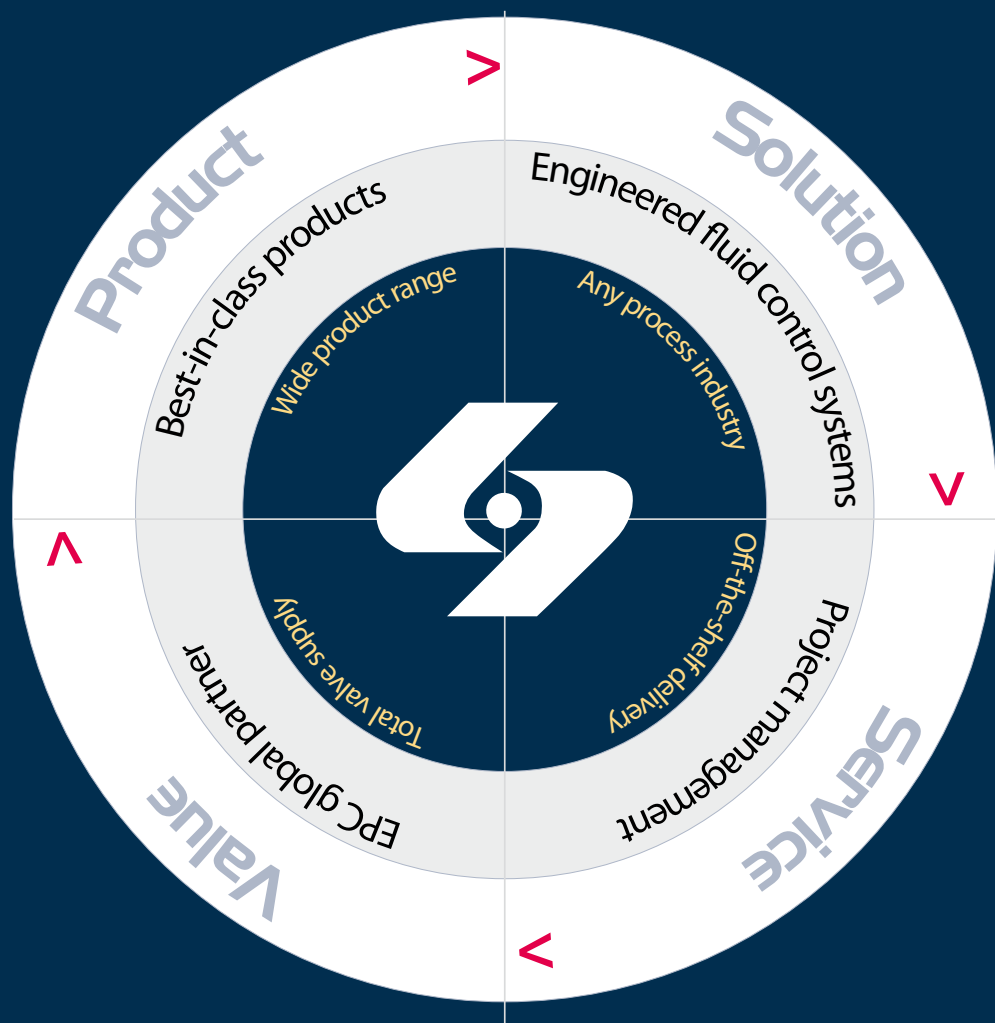 Product
Best-in-class products
Wide product range
Solution
Engineered fluid control systems
Any process industry
Service
Project management
Off-the-shelf delivery
Value
EPC global partner
Total valve supply